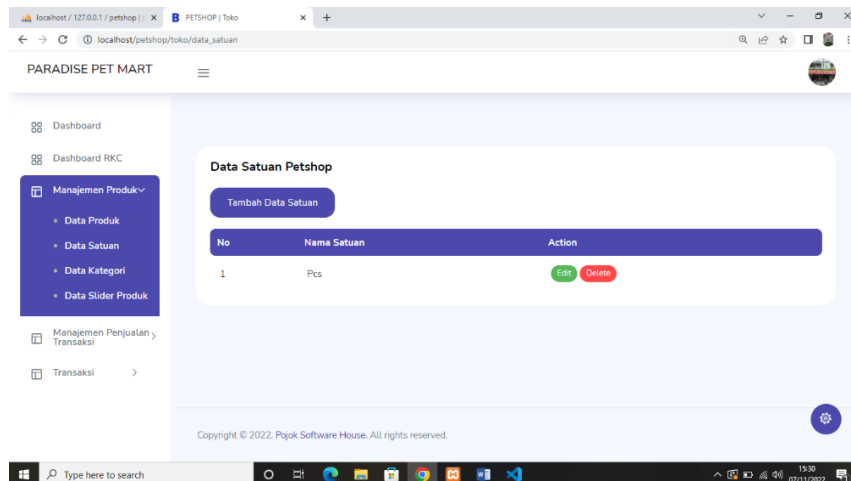 localhost / 127.0.0.1 / petshop |
PETSHOP | Toko
localhost/petshop/toko/data_satuan
PARADISE PET MART
Dashboard
Dashboard RKC
Manajemen Produk
Data Produk
Data Satuan
Data Kategori
Data Slider Produk
Manajemen Penjualan
Transaksi
Transaksi
Data Satuan Petshop
Tambah Data Satuan
No Nama Satuan Action
1 Pcs Edit Delete
Copyright © 2022. Pojok Software House. All rights reserved.
Type here to search
15:30
07/11/2022